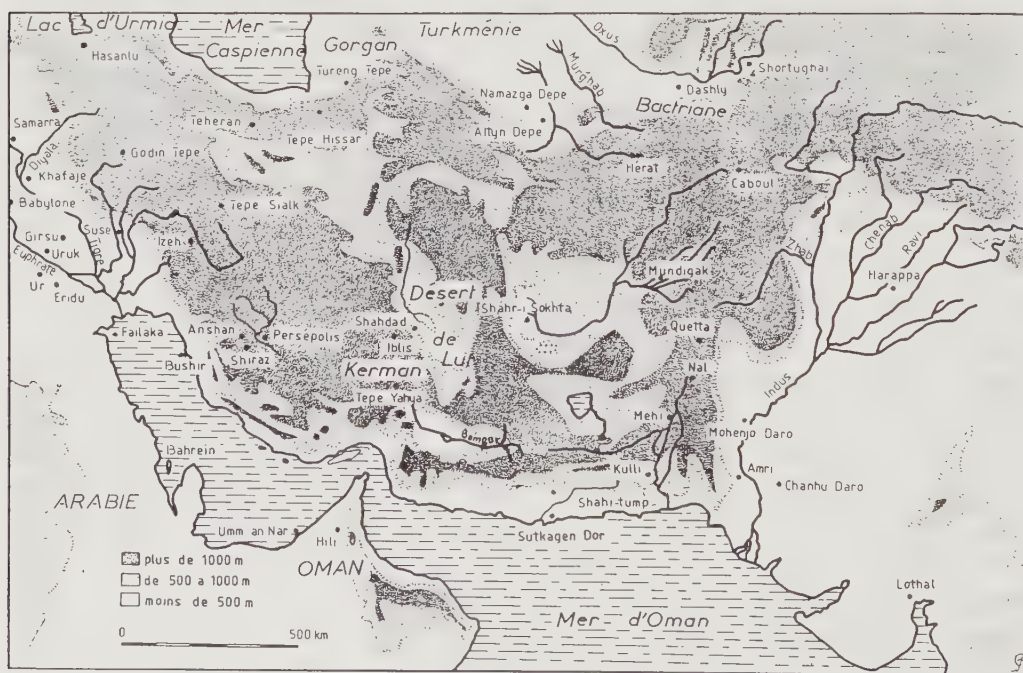 Lac d'Urmia
Mer Caspienne
Gorgan
Turkménie
Oxus
Hasanlu
Tureng Tepe
Murghab
Shortughai
Dashly
Namazga Depe
Bactriane
Samarra
Teheran
Tepe Hissar
Altyn Depe
Diyala
Godin Tepe
Herat
Caboul
Khafaje
Babylone
Suse
Tepe Sialk
Chenab
Girsu
Uruk
Tigre
Izeh
Zhob
Ravi
Euphrate
Ur
Eridu
Mundigak
Harappa
Désert de Lut
Shahr-i Sokhta
Failaka
Anshan
Persépolis
Shahdad
Quetta
Shiraz
Iblis
Bushir
Kerman
Nal
Indus
Tepe Yahya
Mehi
Mohenjo Daro
Bampur
Bahrein
Kulli
Amri
Chanhu Daro
ARABIE
Shahi-tump
Umm an Nar
Hili
Sutkagen Dor
plus de 1000 m
OMAN
de 500 a 1000 m
Lothal
moins de 500 m
Mer d'Oman
0 500 km